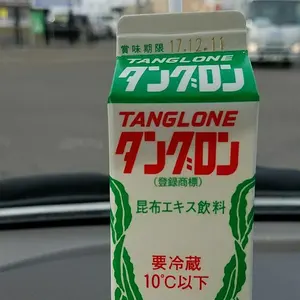 賞味期限 17.12.11
TANGLONE
タングロン
TANGLONE
タングロン
(登録商標)
昆布エキス飲料
要冷蔵
10℃以下